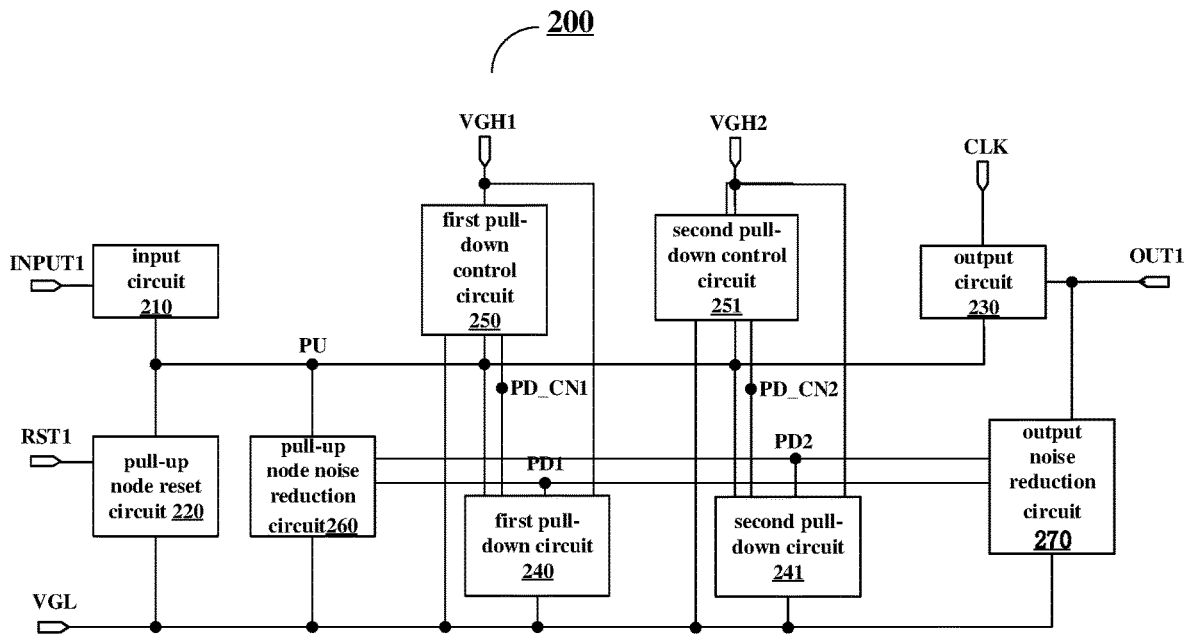 200
VGH1
VGH2
CLK
first pull-
down
control
circuit
250
second pull-
down control
circuit
251
INPUT1
input
circuit
210
output
circuit
230
OUT1
PU
PD_CN1
PD_CN2
RST1
pull-up
node reset
circuit 220
pull-up
node noise
reduction
circuit260
PD1
PD2
output
noise
reduction
circuit
270
first pull-
down circuit
240
second pull-
down circuit
241
VGL